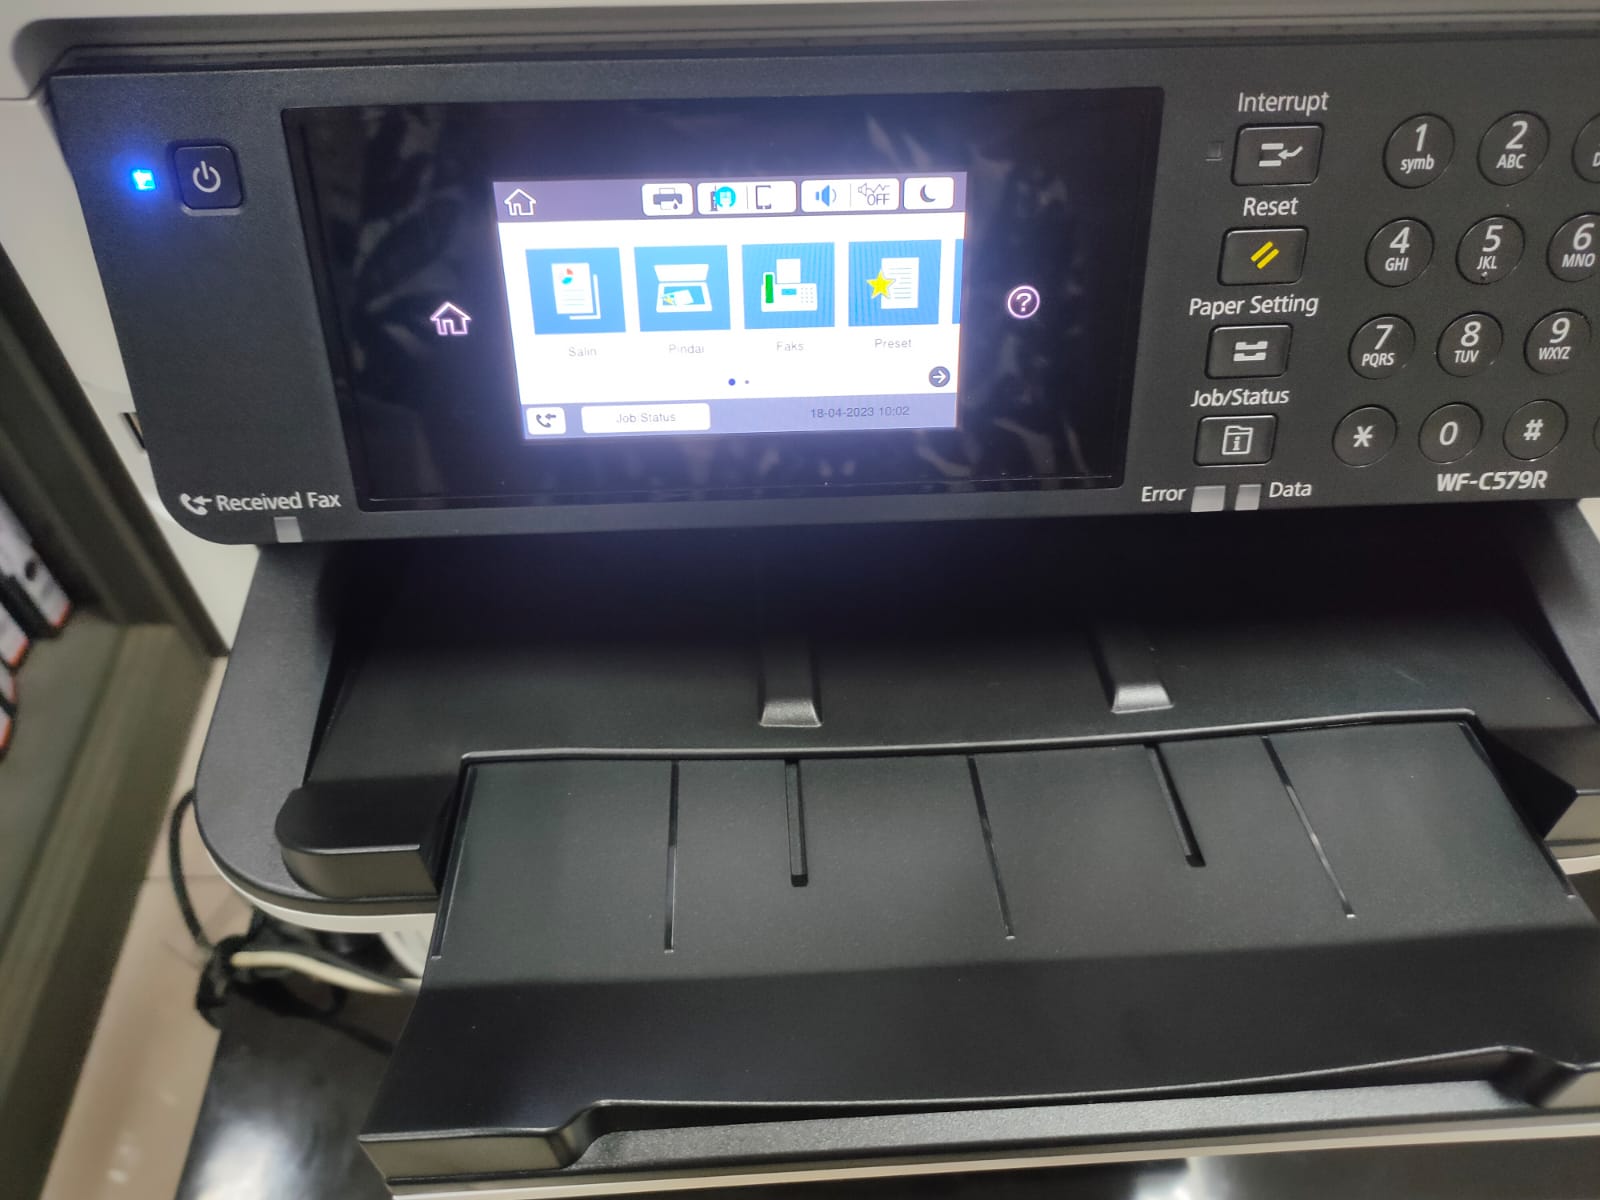 Interrupt
1
symb
2
ABC
OFF
Reset
4
GHI
5
JKL
6
MNO
Paper Setting
Salin
Pindai
Faks
Preset
7
PQRS
8
TUV
9
WXYZ
Job/Status
Job Status
18-04-2023 10:02
*
0
#
WF-C579R
Received Fax
Error
Data